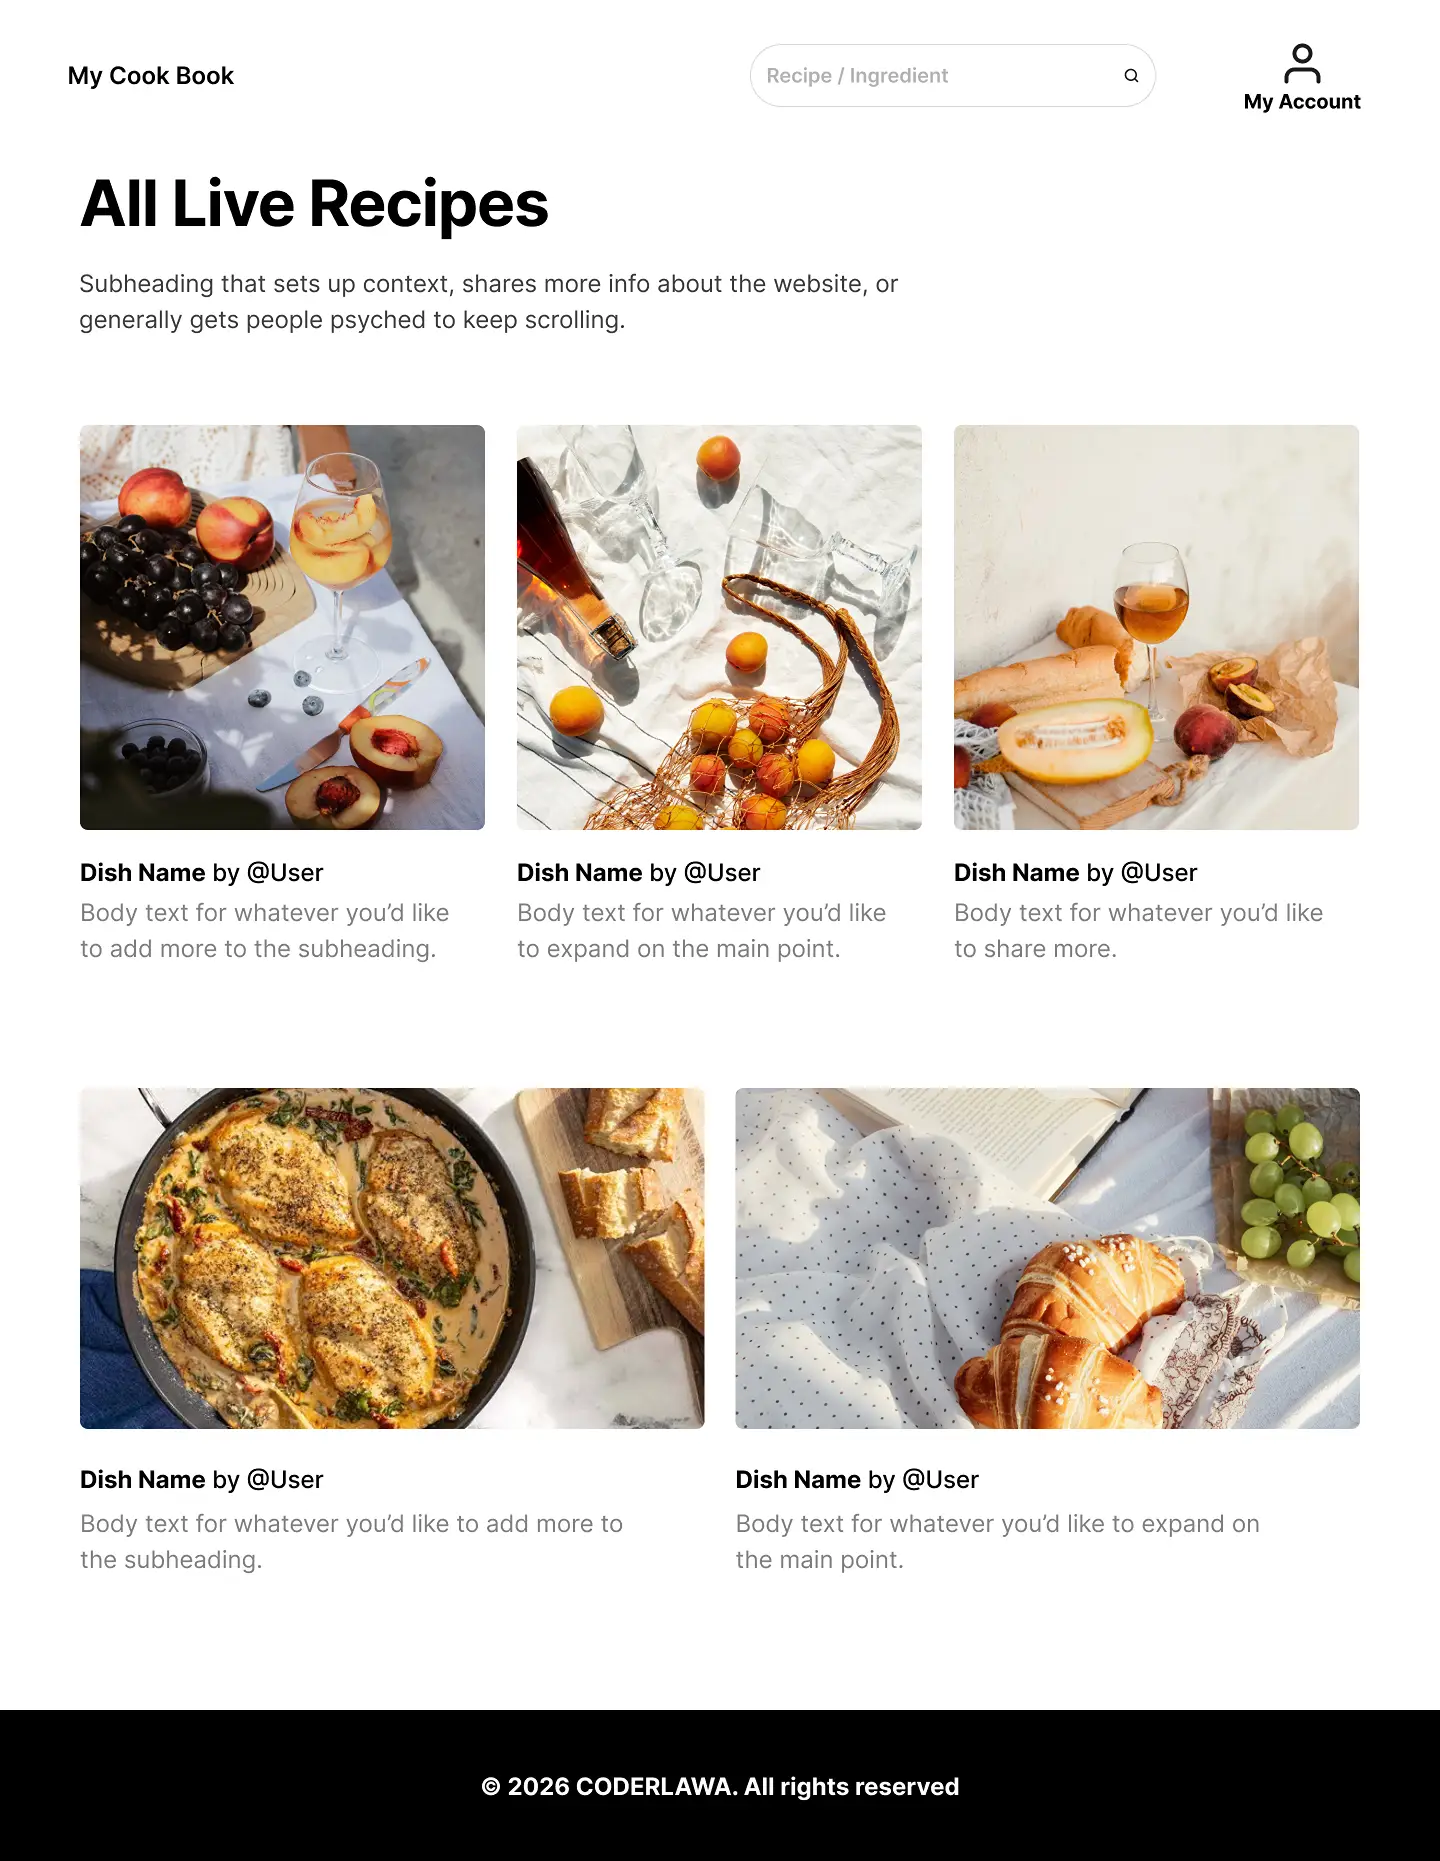 My Cook Book
Recipe / Ingredient
My Account
All Live Recipes
Subheading that sets up context, shares more info about the website, or
generally gets people psyched to keep scrolling.
Dish Name by @User
Body text for whatever you’d like
to add more to the subheading.
Dish Name by @User
Body text for whatever you’d like
to expand on the main point.
Dish Name by @User
Body text for whatever you’d like
to share more.
Dish Name by @User
Body text for whatever you’d like to add more to
the subheading.
Dish Name by @User
Body text for whatever you’d like to expand on
the main point.
© 2026 CODERLAWA. All rights reserved